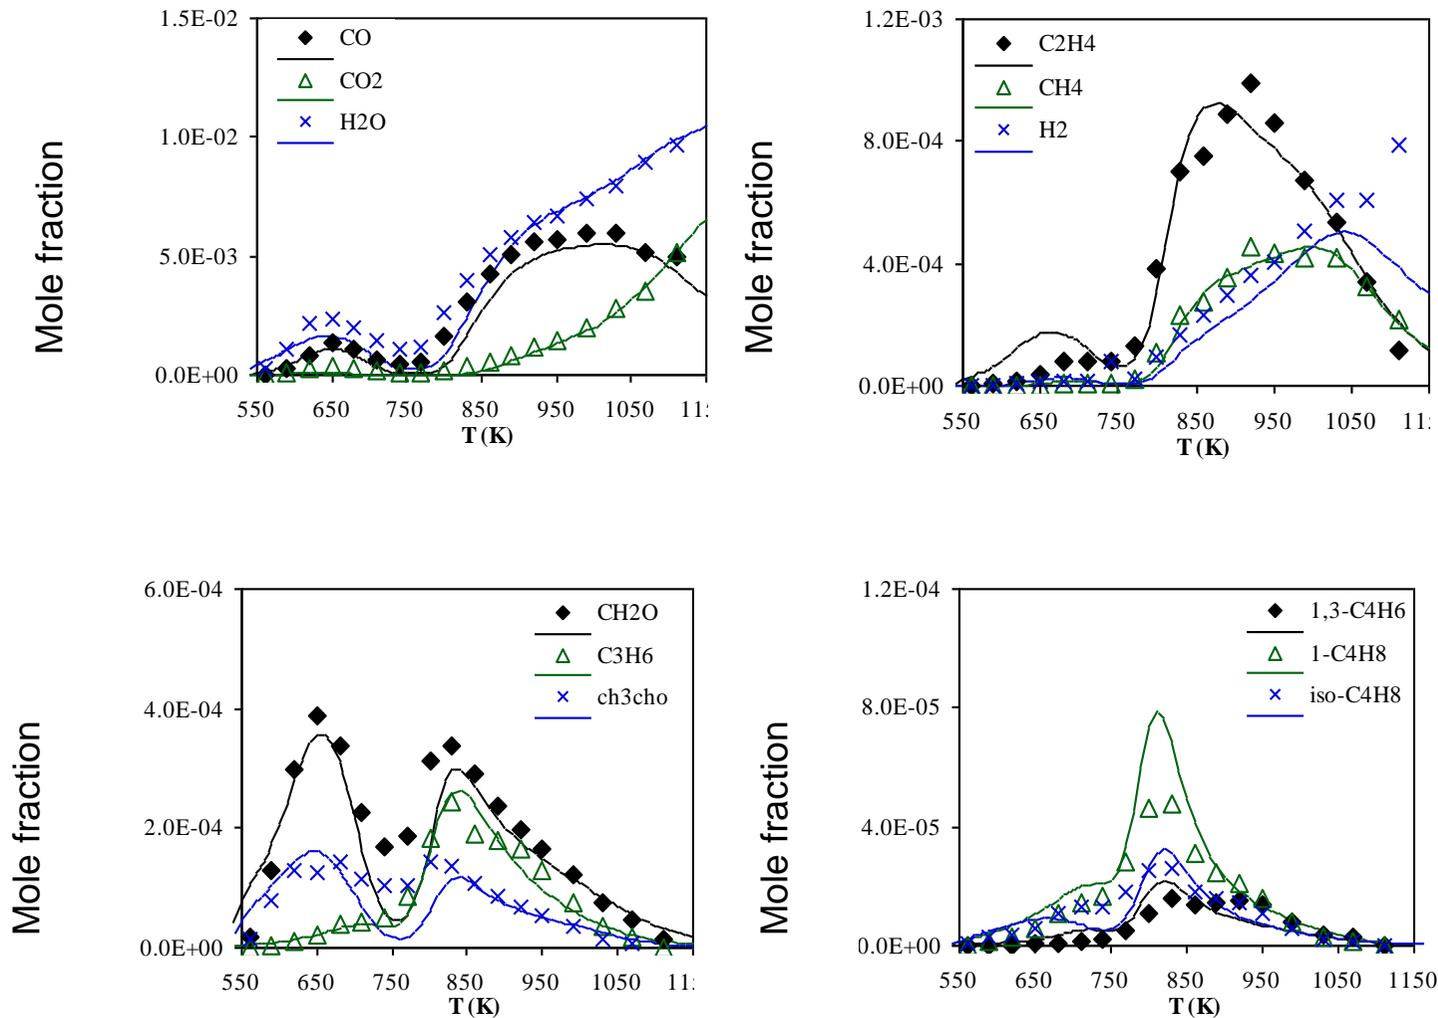 1.5E-02
CO
CO2
H2O
1.0E-02
5.0E-03
0.0E+00
550 650 750 850 950 1050
T (K)
Mole fraction
1.2E-03
C2H4
CH4
H2
8.0E-04
4.0E-04
0.0E+00
550 650 750 850 950 1050
T (K)
Mole fraction
6.0E-04
CH2O
C3H6
ch3cho
4.0E-04
2.0E-04
0.0E+00
550 650 750 850 950 1050
T (K)
Mole fraction
1.2E-04
1,3-C4H6
1-C4H8
iso-C4H8
8.0E-05
4.0E-05
0.0E+00
550 650 750 850 950 1050 1150
T (K)
Mole fraction